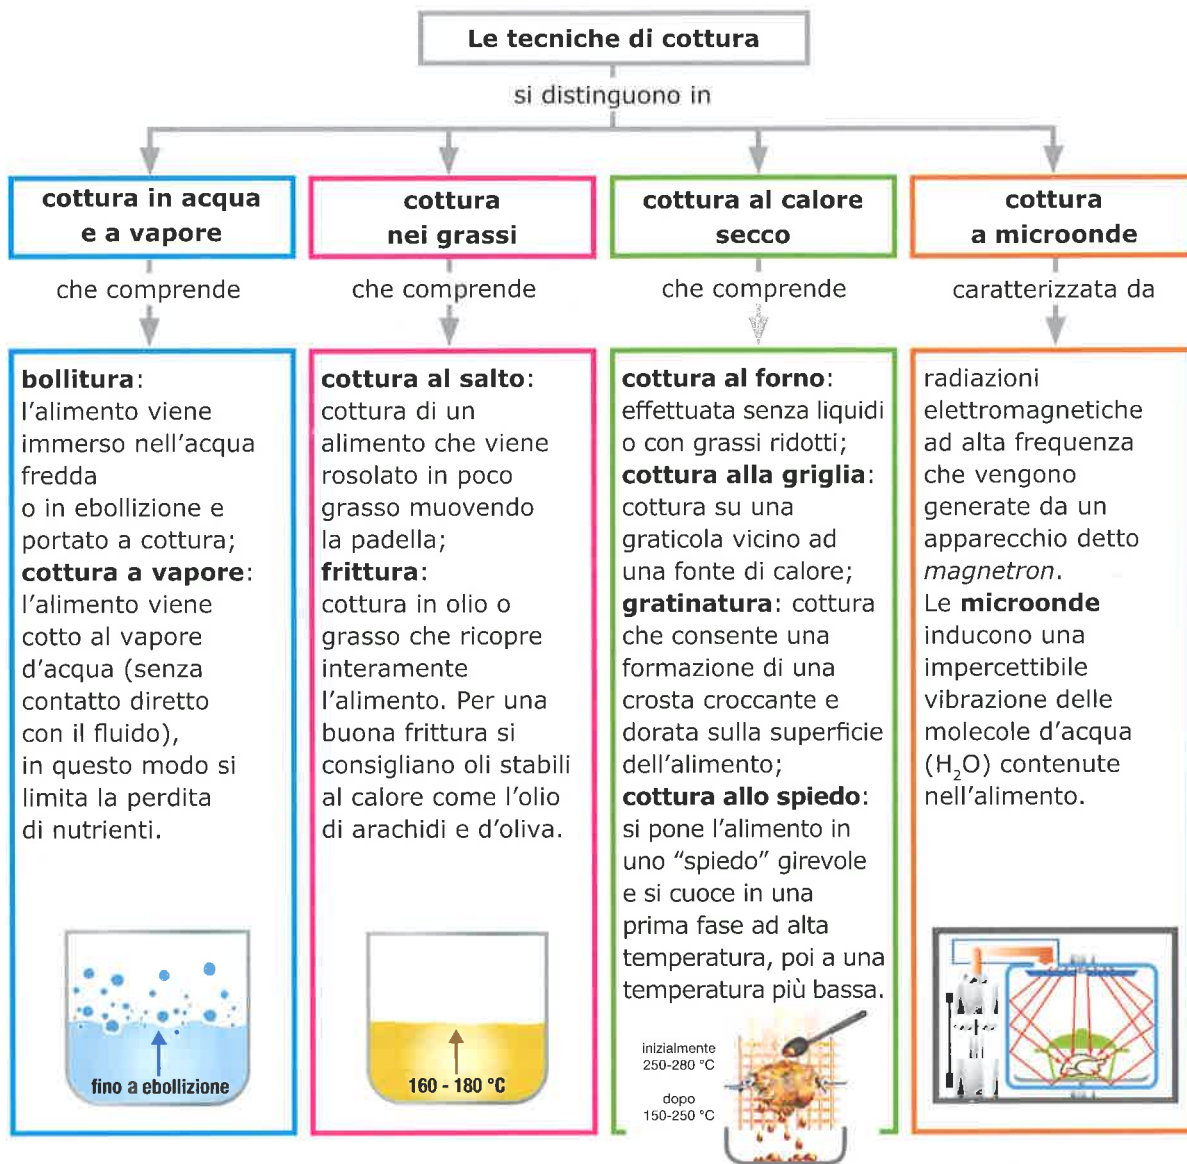 Le tecniche di cottura
si distinguono in
cottura in acqua
e a vapore
che comprende
bollitura:
l'alimento viene
immerso nell'acqua
fredda
o in ebollizione e
portato a cottura;
cottura a vapore:
l'alimento viene
cotto al vapore
d'acqua (senza
contatto diretto
con il fluido),
in questo modo si
limita la perdita
di nutrienti.
fino a ebollizione
cottura
nei grassi
che comprende
cottura al salto:
cottura di un
alimento che viene
rosolato in poco
grasso muovendo
la padella;
frittura:
cottura in olio o
grasso che ricopre
interamente
l'alimento. Per una
buona frittura si
consigliano oli stabili
al calore come l'olio
di arachidi e d'oliva.
160 - 180 °C
cottura al calore
secco
che comprende
cottura al forno:
effettuata senza liquidi
o con grassi ridotti;
cottura alla griglia:
cottura su una
graticola vicino ad
una fonte di calore;
gratinatura: cottura
che consente una
formazione di una
crosta croccante e
dorata sulla superficie
dell'alimento;
cottura allo spiedo:
si pone l'alimento in
uno “spiedo” girevole
e si cuoce in una
prima fase ad alta
temperatura, poi a una
temperatura più bassa.
inizialmente
250-280 °C
dopo
150-250 °C
cottura
a microonde
caratterizzata da
radiazioni
elettromagnetiche
ad alta frequenza
che vengono
generate da un
apparecchio detto
magnetron.
Le microonde
inducono una
impercettibile
vibrazione delle
molecole d'acqua
(H₂O) contenute
nell'alimento.